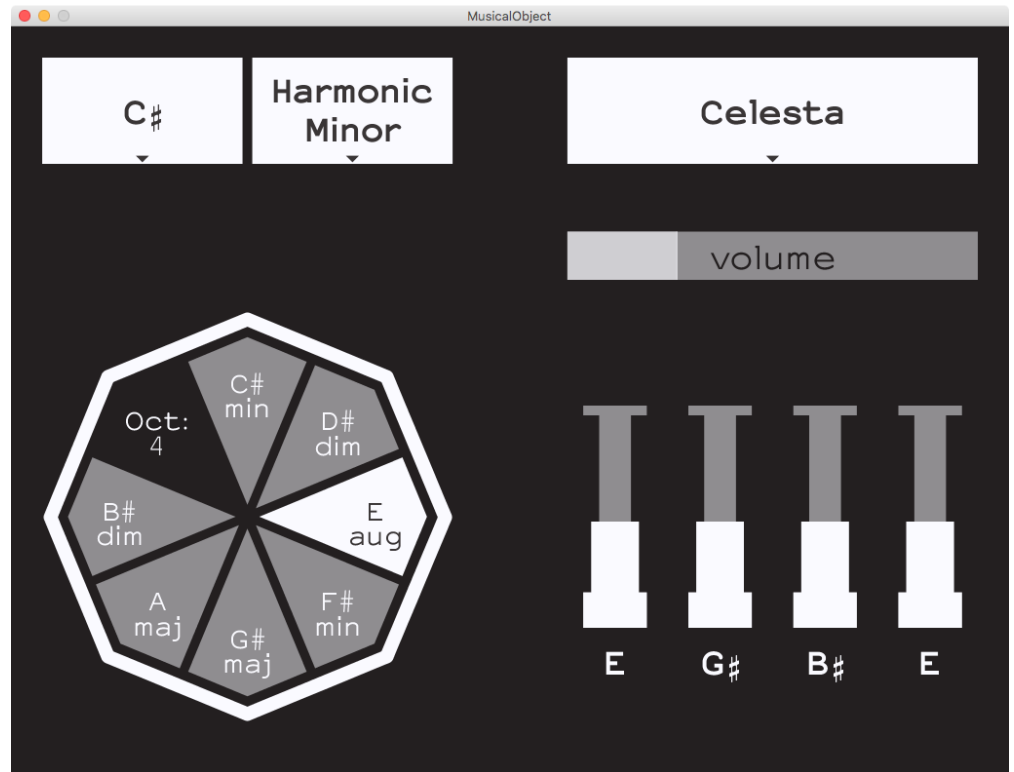 MusicalObject
C♯
Harmonic
Minor
Celesta
volume
Oct:
4
C#
min
D#
dim
E
aug
F#
min
G#
maj
A
maj
B#
dim
E
G♯
B♯
E